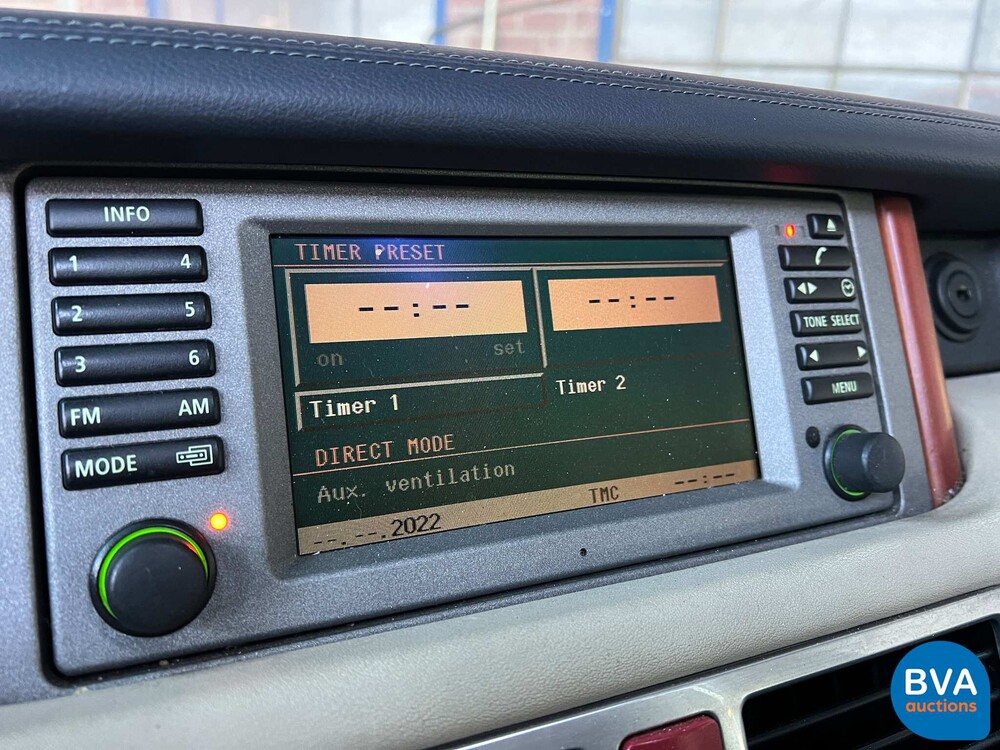 INFO
1 4
2 5
3 6
FM AM
MODE
TIMER PRESET
--:-- --:--
on set
Timer 1 Timer 2
DIRECT MODE
Aux. ventilation
--.--.2022 TMC --:--
TONE SELECT
MENU
BVA
auctions